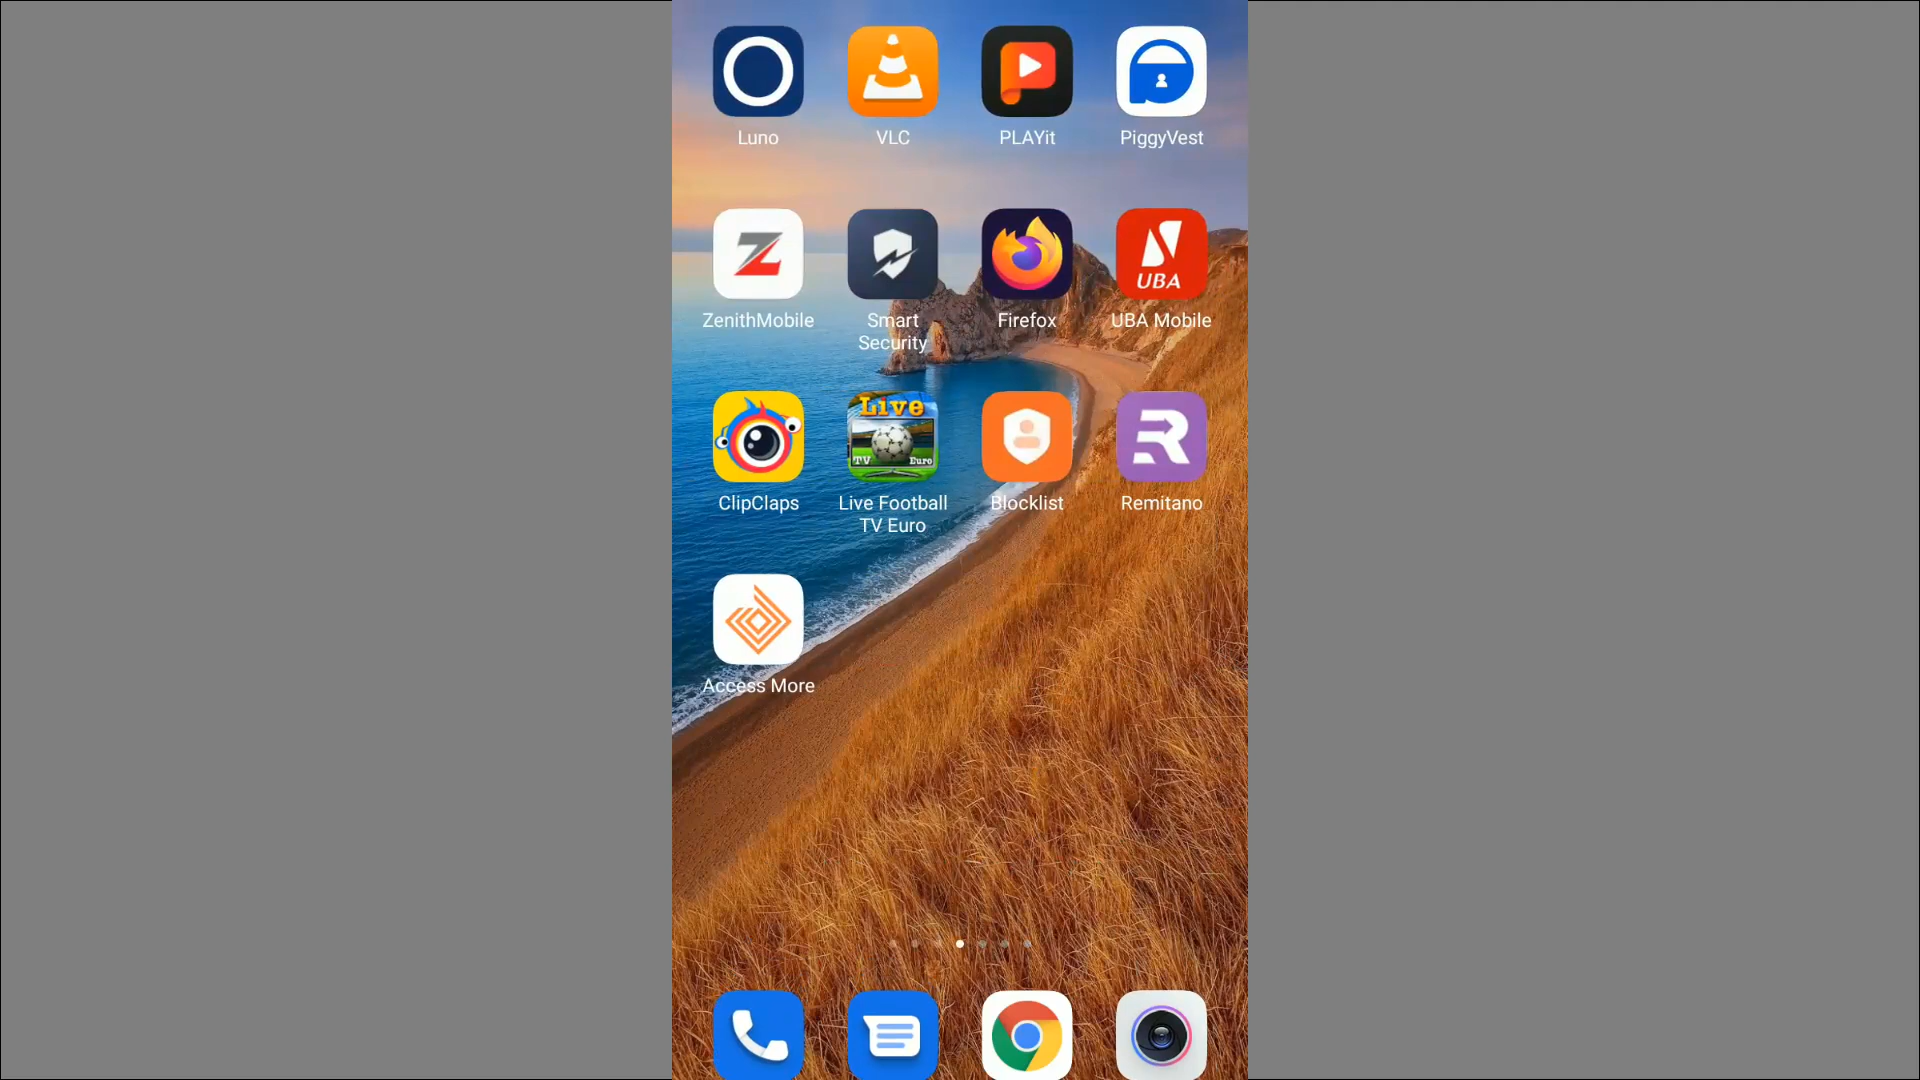 Luno
VLC
PLAYit
PiggyVest
Z
UBA
ZenithMobile
Smart
Security
Firefox
UBA Mobile
Live
TV Euro
ClipClaps
Live Football
TV Euro
Blocklist
Remitano
Access More